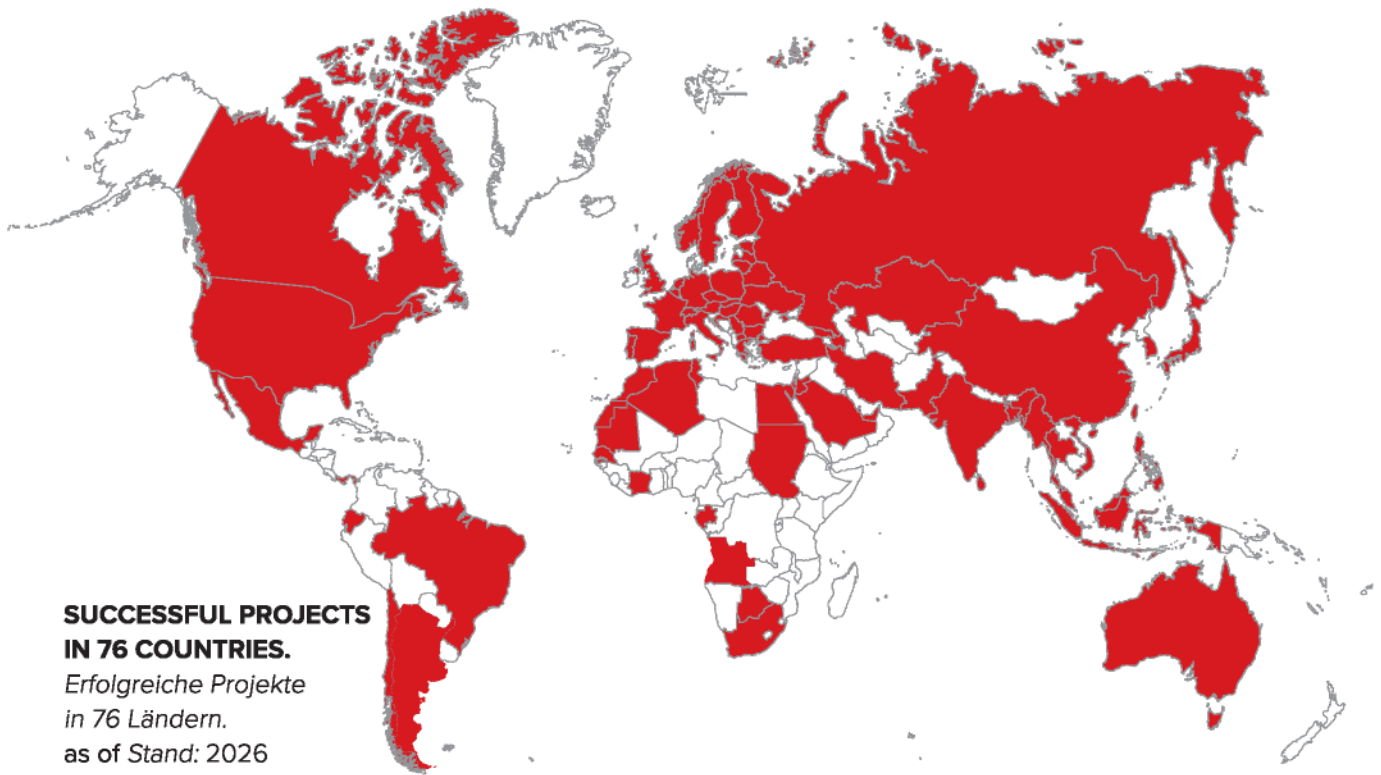 SUCCESSFUL PROJECTS
IN 76 COUNTRIES.
Erfolgreiche Projekte
in 76 Ländern.
as of Stand: 2026